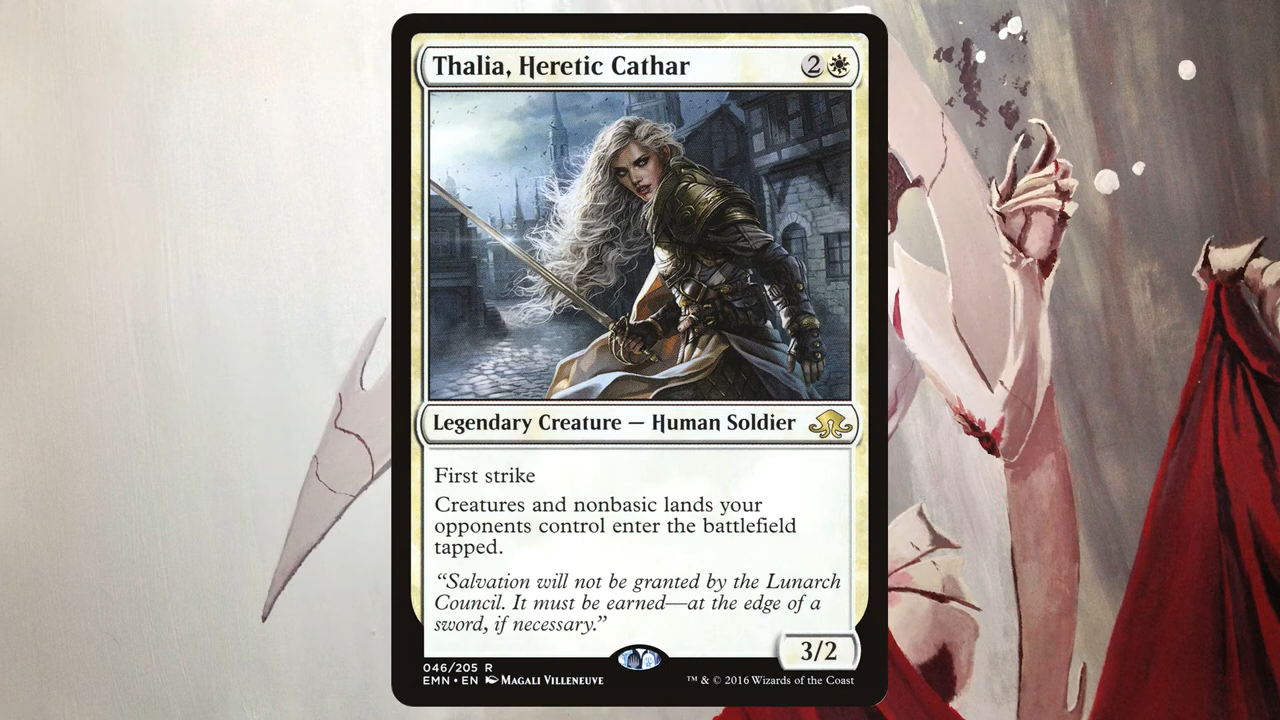 Thalia, Heretic Cathar 2
Legendary Creature — Human Soldier
First strike
Creatures and nonbasic lands your
opponents control enter the battlefield
tapped.
“Salvation will not be granted by the Lunarch
Council. It must be earned—at the edge of a
sword, if necessary.”
3/2
046/205 R
EMN • EN MAGALI VILLENEUVE
™ & © 2016 Wizards of the Coast